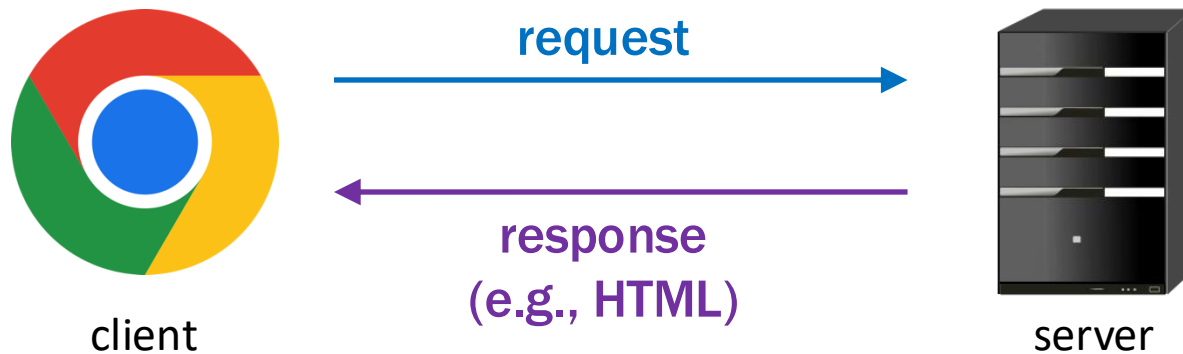 request
response
(e.g., HTML)
client
server